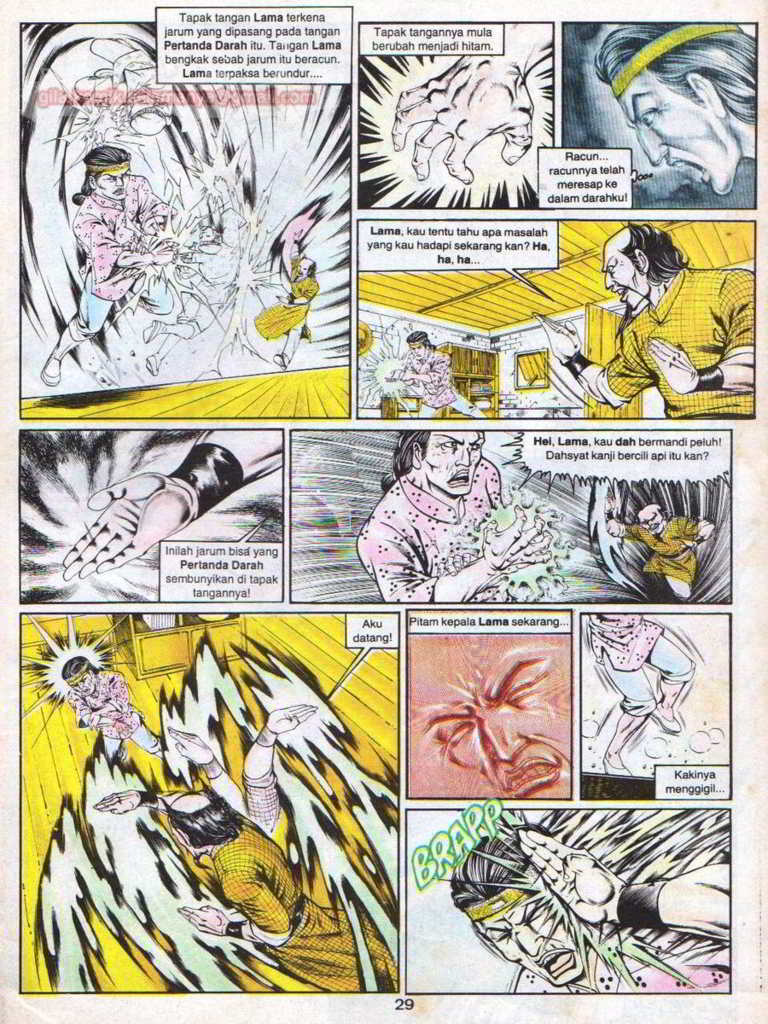 Tapak tangan Lama terkena
jarum yang dipasang pada tangan
Pertanda Darah itu. Tangan Lama
bengkak sebab jarum itu beracun.
Lama terpaksa berundur....
Tapak tangannya mula
berubah menjadi hitam.
Racun...
racunnya telah
meresap ke
dalam darahku!
Lama, kau tentu tahu apa masalah
yang kau hadapi sekarang kan? Ha,
ha, ha...
Inilah jarum bisa yang
Pertanda Darah
sembunyikan di tapak
tangannya!
Hei, Lama, kau dah bermandi peluh!
Dahsyat kanji bercili api itu kan?
Aku
datang!
Pitam kepala Lama sekarang...
Kakinya
menggigil...
BRAPP
29